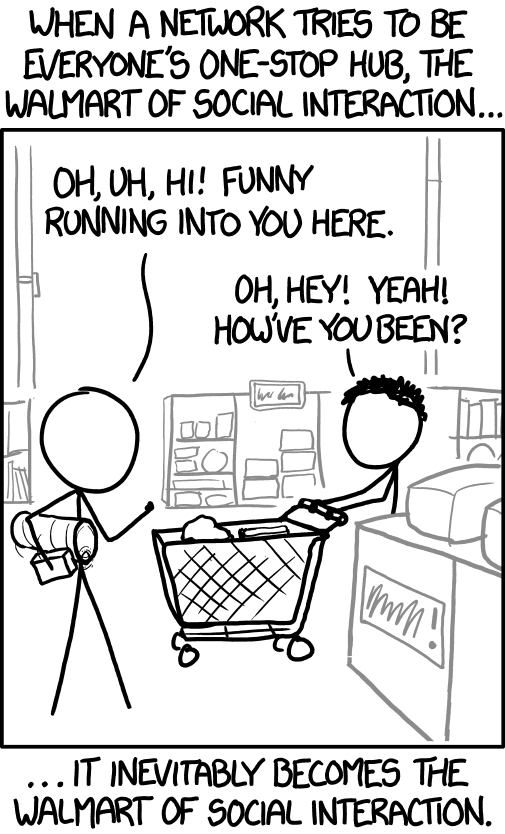 WHEN A NETWORK TRIES TO BE
EVERYONE'S ONE-STOP HUB, THE
WALMART OF SOCIAL INTERACTION...
OH, UH, HI! FUNNY
RUNNING INTO YOU HERE.
OH, HEY! YEAH!
HOW'VE YOU BEEN?
...IT INEVITABLY BECOMES THE
WALMART OF SOCIAL INTERACTION.